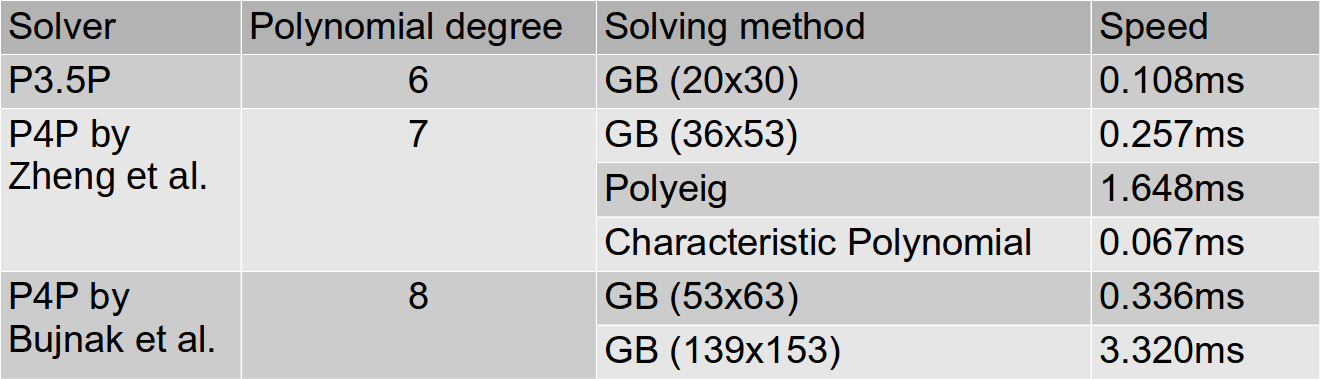 Solver Polynomial degree Solving method Speed
P3.5P 6 GB (20x30) 0.108ms
P4P by 7 GB (36x53) 0.257ms
Zheng et al.
Polyeig 1.648ms
Characteristic Polynomial 0.067ms
P4P by 8 GB (53x63) 0.336ms
Bujnak et al.
GB (139x153) 3.320ms